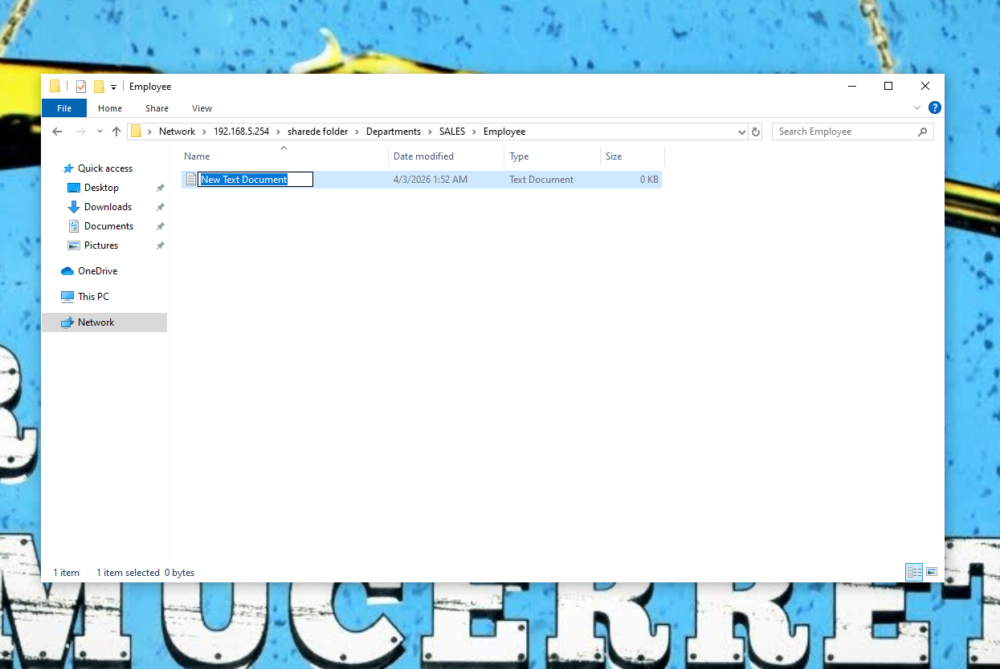 Employee
File Home Share View
Network 192.168.5.254 sharede folder Departments SALES Employee
Search Employee
Name Date modified Type Size
Quick access
New Text Document 4/3/2026 1:52 AM Text Document 0 KB
Desktop
Downloads
Documents
Pictures
OneDrive
This PC
Network
1 item 1 item selected 0 bytes